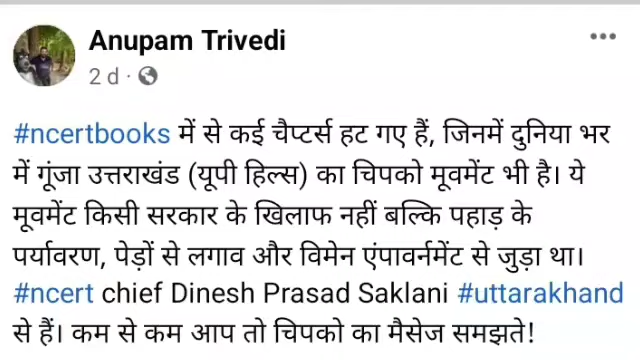 Anupam Trivedi
2 d ·
#ncertbooks में से कई चैप्टर्स हट गए हैं, जिनमें दुनिया भर
में गूंजा उत्तराखंड (यूपी हिल्स) का चिपको मूवमेंट भी है। ये
मूवमेंट किसी सरकार के खिलाफ नहीं बल्कि पहाड़ के
पर्यावरण, पेड़ों से लगाव और विमेन एंपावर्नमेंट से जुड़ा था।
#ncert chief Dinesh Prasad Saklani #uttarakhand
से हैं। कम से कम आप तो चिपको का मैसेज समझते!